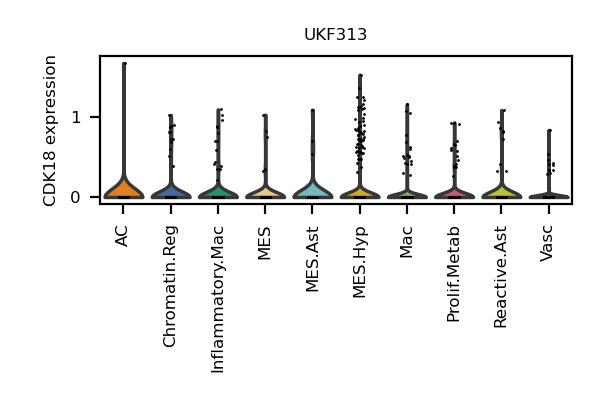 UKF313
CDK18 expression
1
0
AC
Chromatin.Reg
Inflammatory.Mac
MES
MES.Ast
MES.Hyp
Mac
Prolif.Metab
Reactive.Ast
Vasc